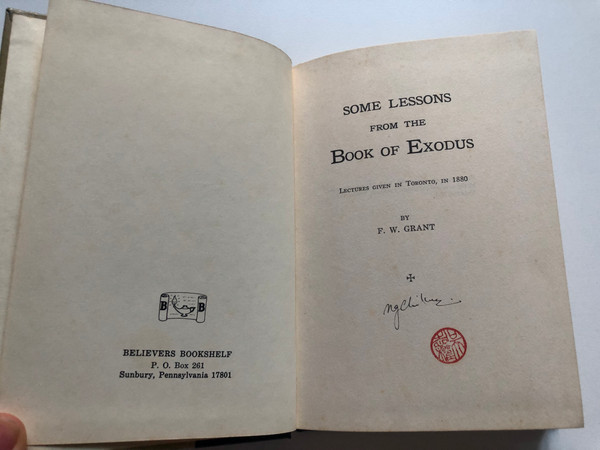 B B
BELIEVERS BOOKSHELF
P. O. Box 261
Sunbury, Pennsylvania 17801
SOME LESSONS
FROM THE
BOOK OF EXODUS
LECTURES GIVEN IN TORONTO, IN 1880
BY
F. W. GRANT